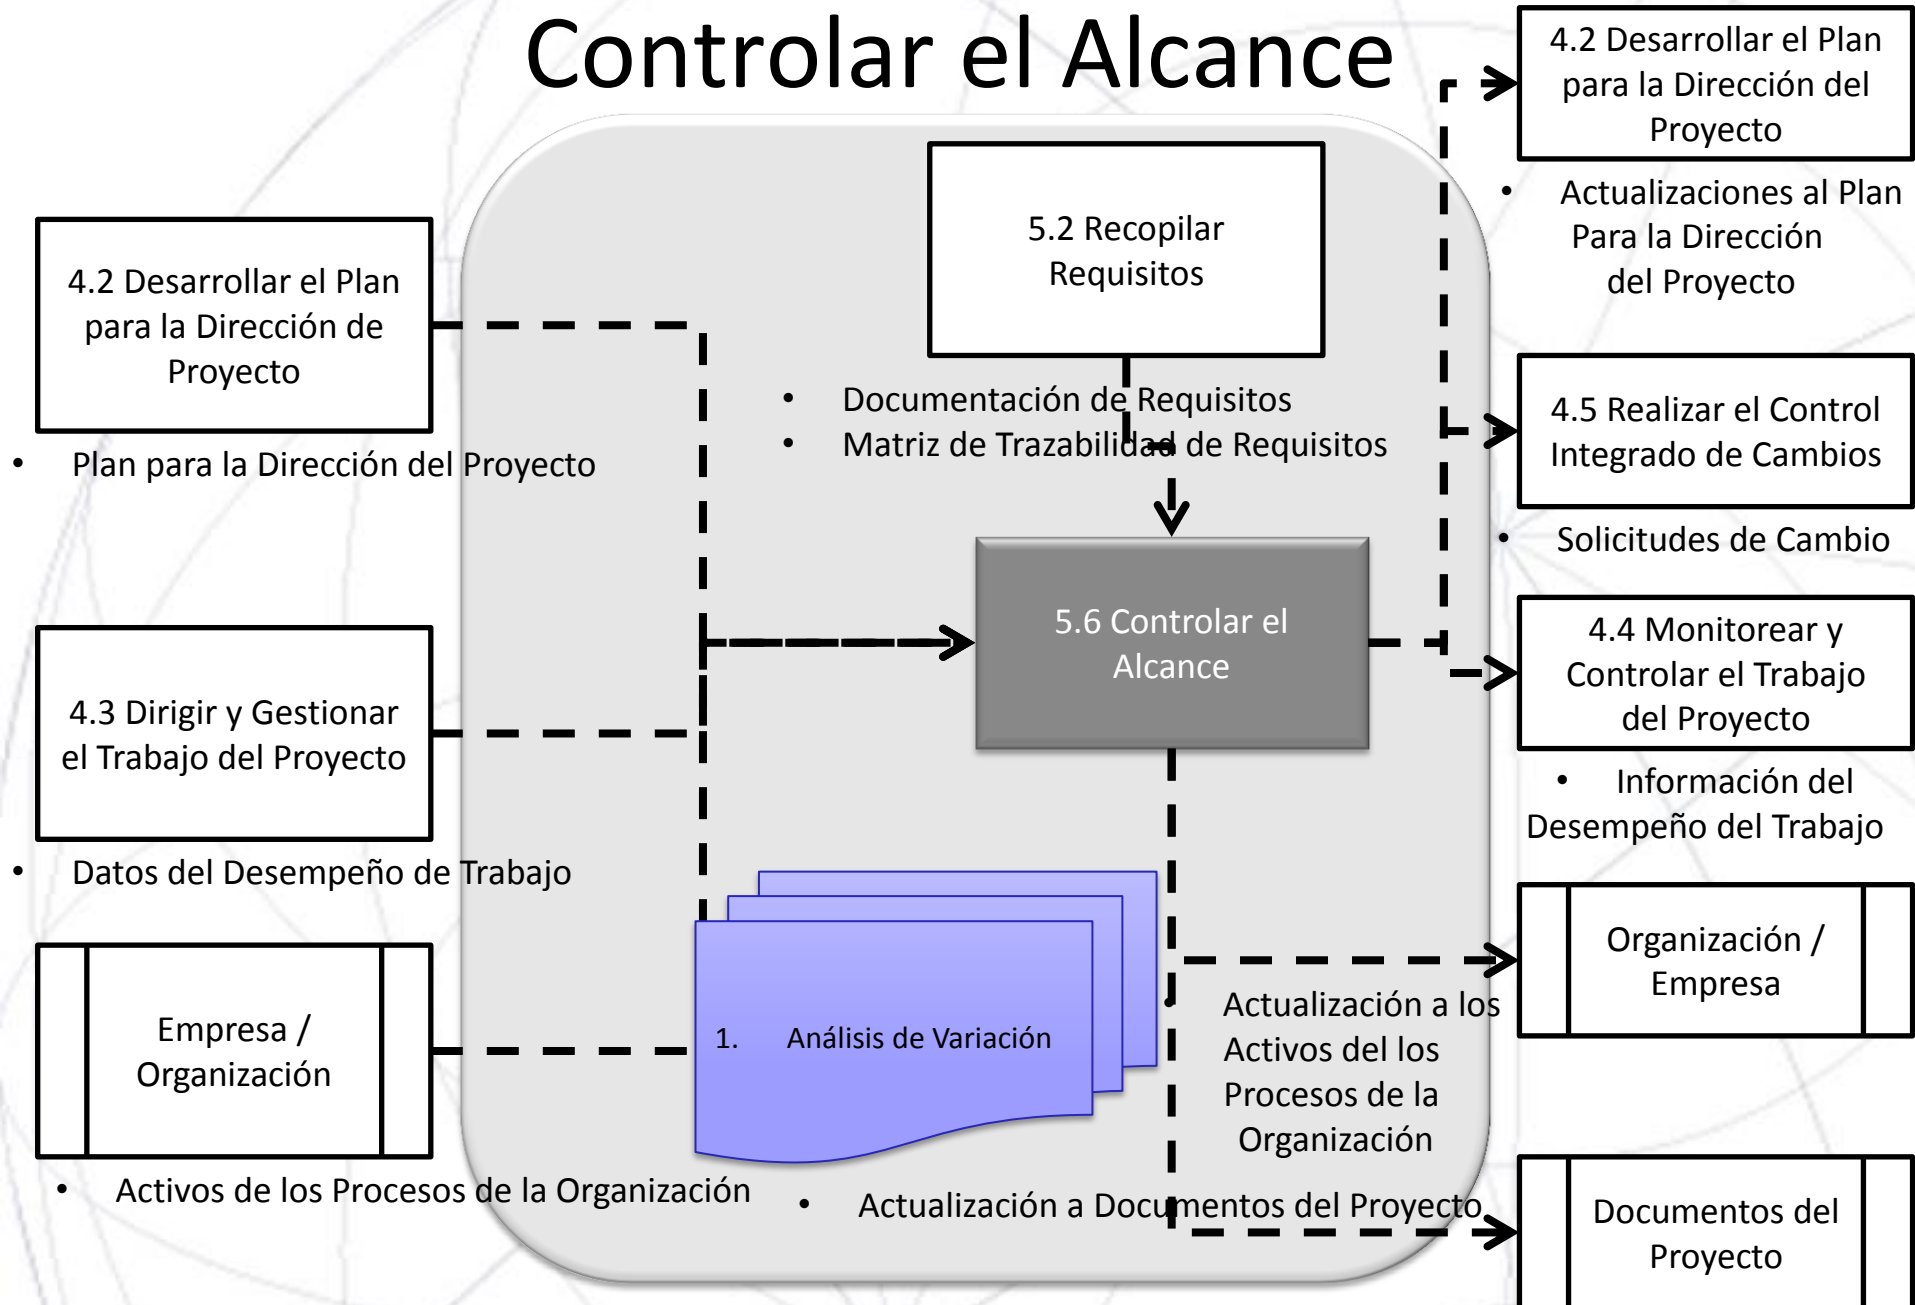 Controlar el Alcance
4.2 Desarrollar el Plan
para la Dirección de
Proyecto
• Plan para la Dirección del Proyecto
4.3 Dirigir y Gestionar
el Trabajo del Proyecto
• Datos del Desempeño de Trabajo
Empresa /
Organización
• Activos de los Procesos de la Organización
5.2 Recopilar
Requisitos
• Documentación de Requisitos
• Matriz de Trazabilidad de Requisitos
5.6 Controlar el
Alcance
1. Análisis de Variación
• Actualización a los
Activos del los
Procesos de la
Organización
• Actualización a Documentos del Proyecto
4.2 Desarrollar el Plan
para la Dirección del
Proyecto
• Actualizaciones al Plan
Para la Dirección
del Proyecto
4.5 Realizar el Control
Integrado de Cambios
• Solicitudes de Cambio
4.4 Monitorear y
Controlar el Trabajo
del Proyecto
• Información del
Desempeño del Trabajo
Organización /
Empresa
Documentos del
Proyecto